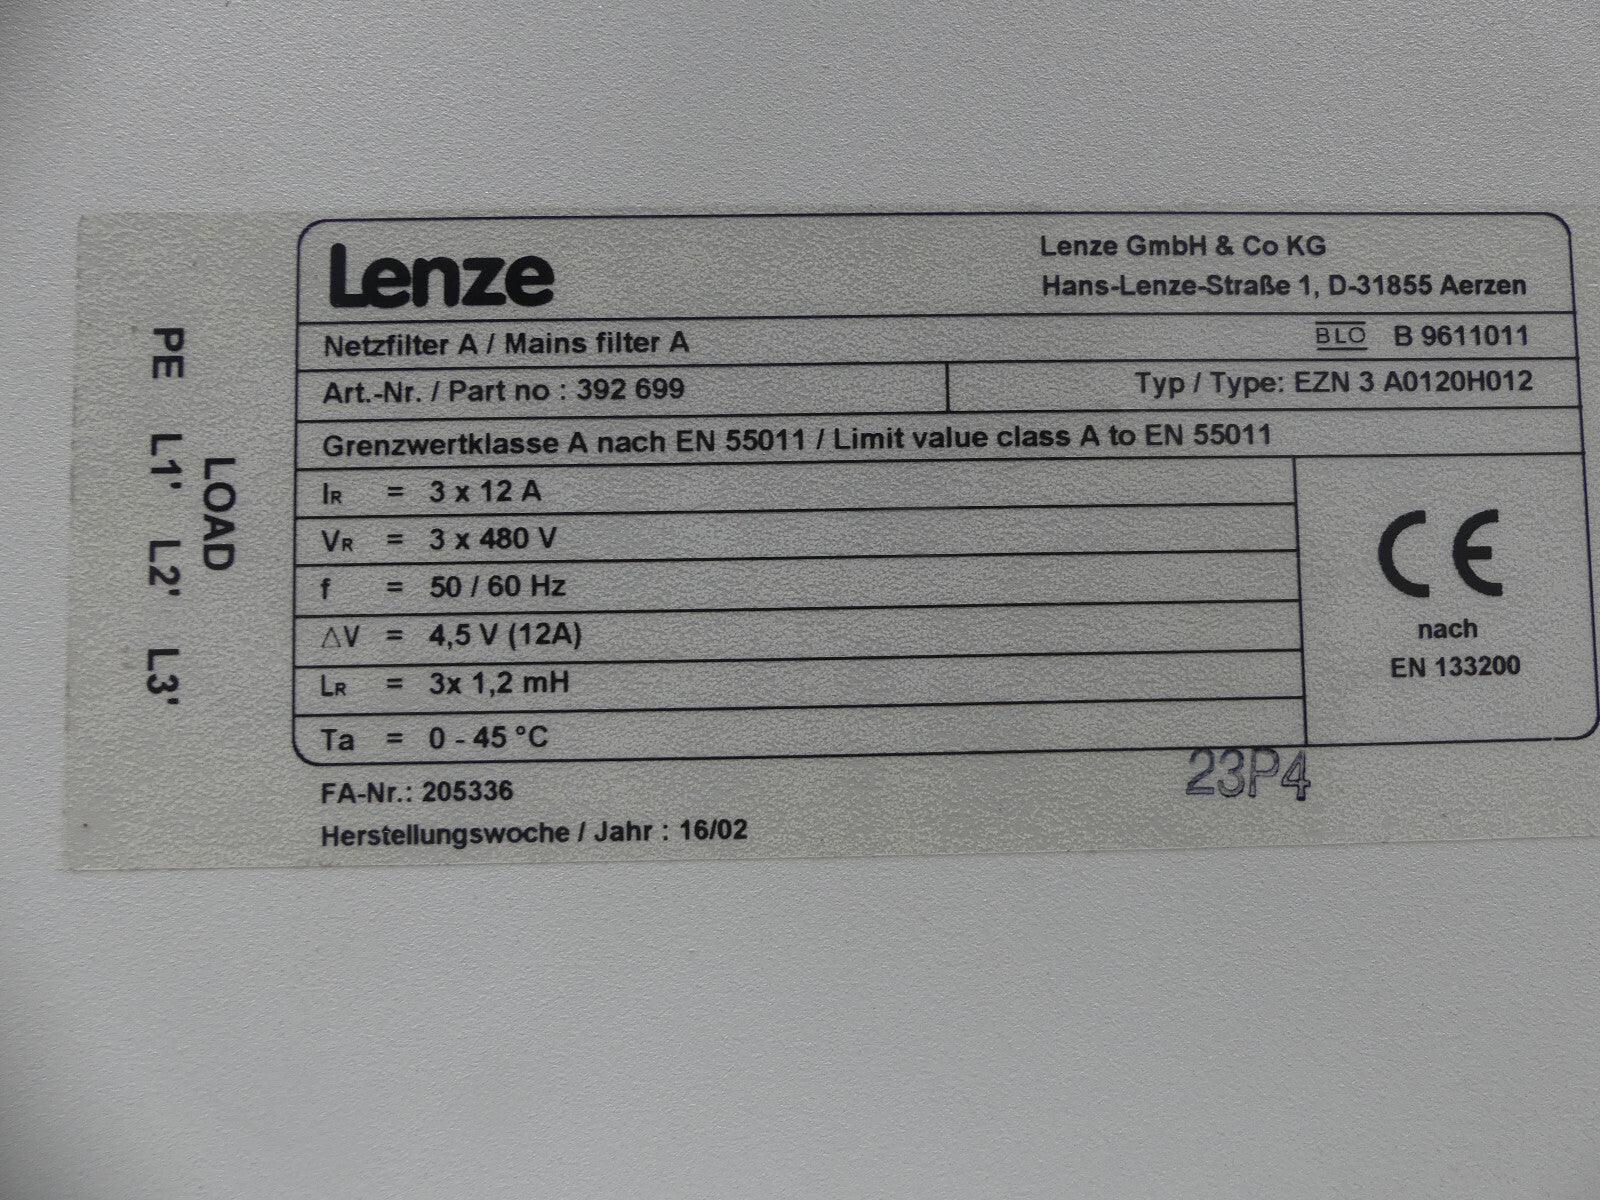 Lenze
Lenze GmbH & Co KG
Hans-Lenze-Straße 1, D-31855 Aerzen
Netzfilter A / Mains filter A
BLO B 9611011
Art.-Nr. / Part no : 392 699
Typ / Type: EZN 3 A0120H012
Grenzwertklasse A nach EN 55011 / Limit value class A to EN 55011
IR = 3 x 12 A
VR = 3 x 480 V
f = 50 / 60 Hz
△V = 4,5 V (12A)
LR = 3x 1,2 mH
Ta = 0 - 45 °C
CE
nach
EN 133200
23P4
FA-Nr.: 205336
Herstellungswoche / Jahr : 16/02
LOAD
PE L1' L2' L3'